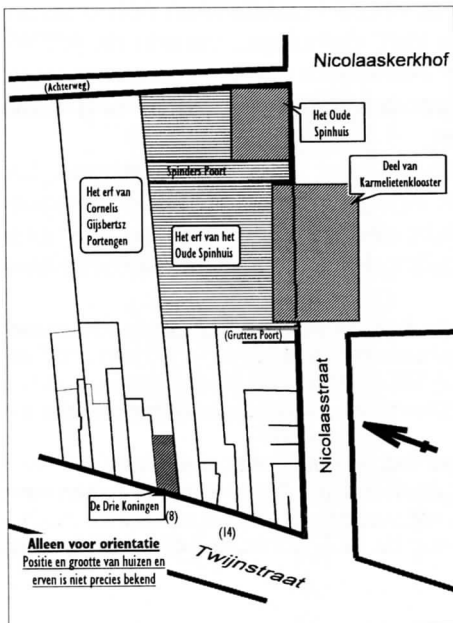 Nicolaaskerkhof
(Achterweg)
Het Oude
Spinhuis
Spinders Poort
Deel van
Karmelietenklooster
Het erf van
Cornelis
Gijsbertsz
Portengen
Het erf van het
Oude Spinhuis
(Grutters Poort)
Nicolaasstraat
De Drie Koningen
(8)
(14)
Twijnstraat
Alleen voor orientatie
Positie en grootte van huizen en
erven is niet precies bekend